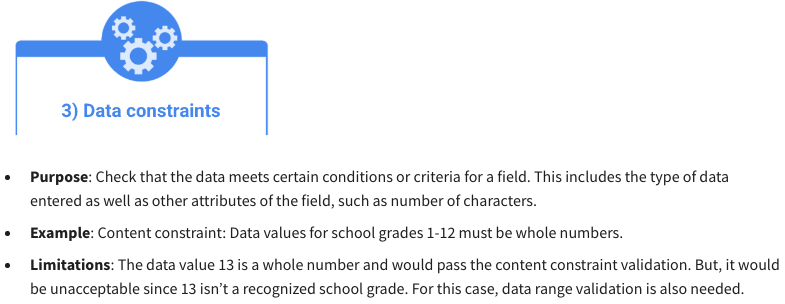 3) Data constraints
• Purpose: Check that the data meets certain conditions or criteria for a field. This includes the type of data
entered as well as other attributes of the field, such as number of characters.
• Example: Content constraint: Data values for school grades 1-12 must be whole numbers.
• Limitations: The data value 13 is a whole number and would pass the content constraint validation. But, it would
be unacceptable since 13 isn’t a recognized school grade. For this case, data range validation is also needed.